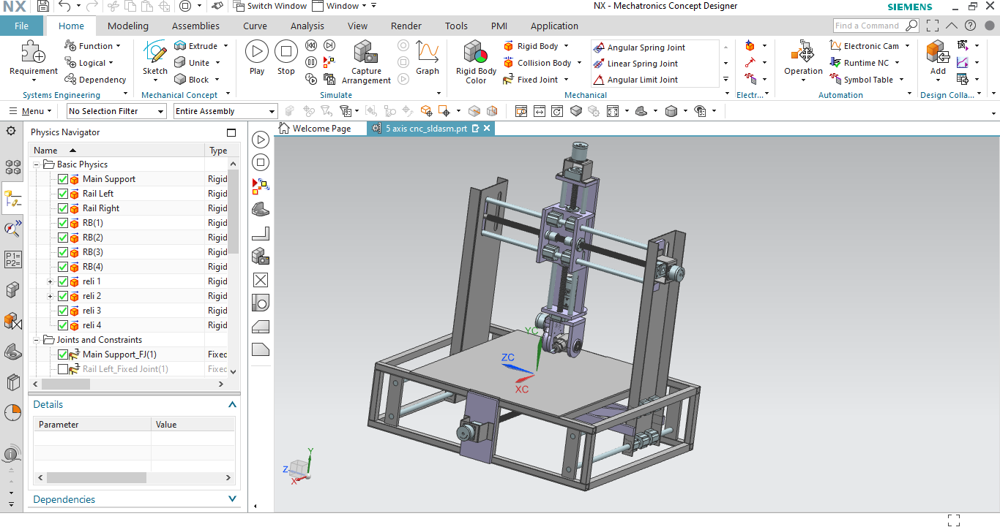 NX Switch Window Window NX - Mechatronics Concept Designer SIEMENS
File Home Modeling Assemblies Curve Analysis View Render Tools PMI Application Find a Command
Requirement Function Logical Dependency
Systems Engineering
Sketch Extrude Unite Block
Mechanical Concept
Play Stop Capture Arrangement Graph
Simulate
Rigid Body Color Rigid Body Collision Body Fixed Joint Angular Spring Joint Linear Spring Joint Angular Limit Joint
Mechanical
Electr...
Operation Electronic Cam Runtime NC Symbol Table
Automation
Add
Design Colla...
Menu No Selection Filter Entire Assembly
Physics Navigator
Welcome Page 5 axis cnc_sldasm.prt
Name Type
Basic Physics
Main Support Rigid
Rail Left Rigid
Rail Right Rigid
RB(1) Rigid
RB(2) Rigid
RB(3) Rigid
P1=
P2=
RB(4) Rigid
reli 1 Rigid
reli 2 Rigid
reli 3 Rigid
reli 4 Rigid
Joints and Constraints
Main Support_FJ(1) Fixed
Rail Left_Fixed Joint(1) Fixed
Details
Parameter Value
Dependencies
YC
ZC
XC
Y
Z
X